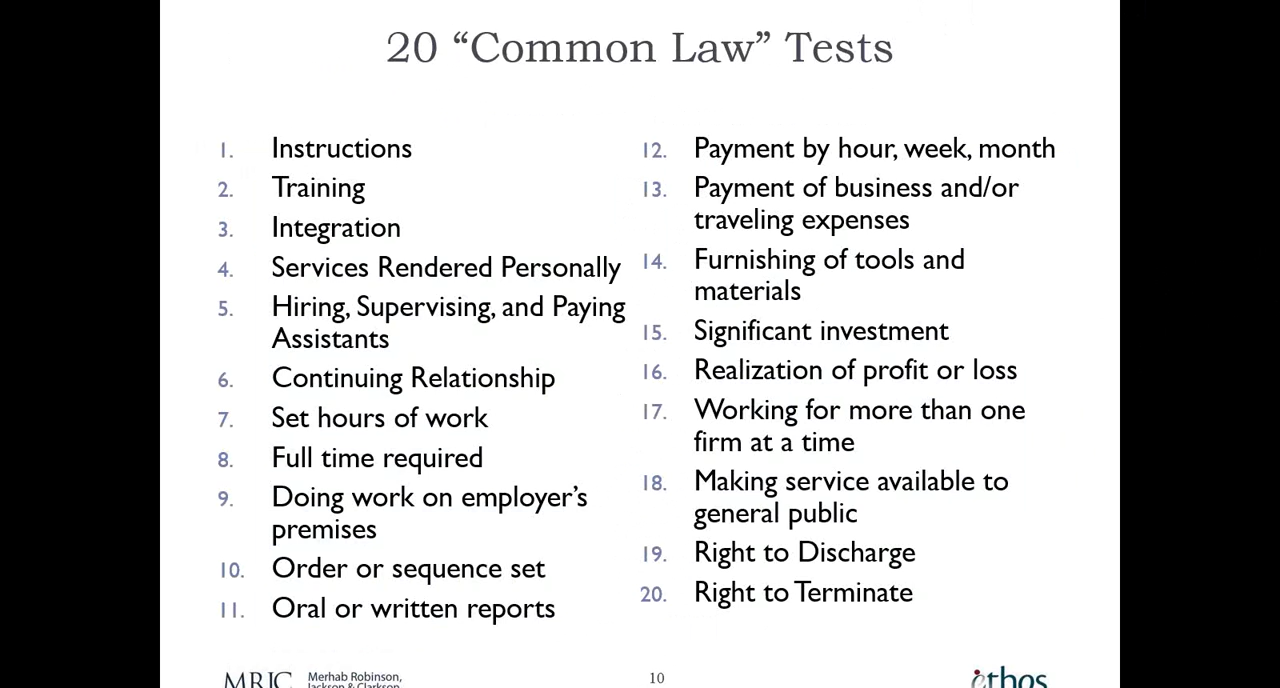 20 “Common Law” Tests
1. Instructions
2. Training
3. Integration
4. Services Rendered Personally
5. Hiring, Supervising, and Paying
Assistants
6. Continuing Relationship
7. Set hours of work
8. Full time required
9. Doing work on employer’s
premises
10. Order or sequence set
11. Oral or written reports
12. Payment by hour, week, month
13. Payment of business and/or
traveling expenses
14. Furnishing of tools and
materials
15. Significant investment
16. Realization of profit or loss
17. Working for more than one
firm at a time
18. Making service available to
general public
19. Right to Discharge
20. Right to Terminate
MRJC
Merhab Robinson,
Jackson & Clarkson
10
ethos